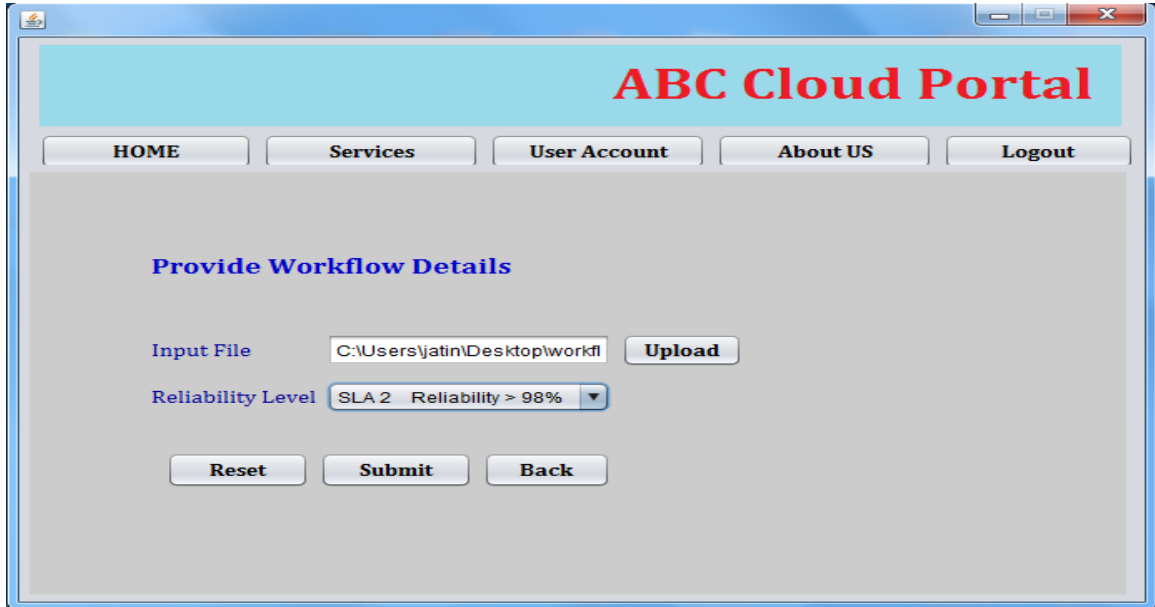 ABC Cloud Portal
HOME Services User Account About US Logout
Provide Workflow Details
Input File C:\Users\jatin\Desktop\workfl Upload
Reliability Level SLA 2 Reliability > 98%
Reset Submit Back